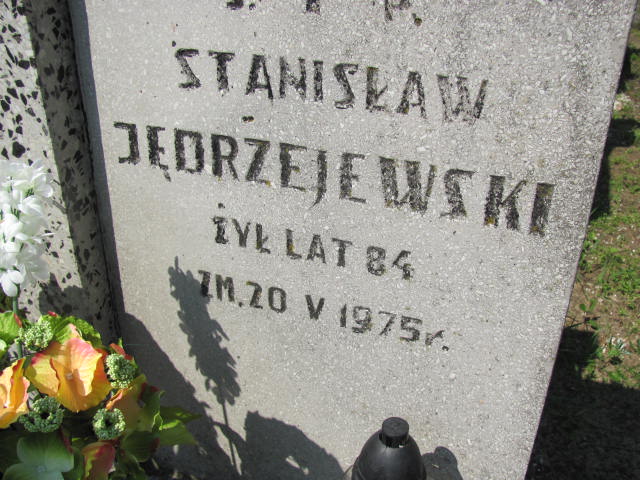 Ś. † P.
STANISŁAW
JĘDRZEJEWSKI
ŻYŁ LAT 84
ZM. 20 V 1975 r.